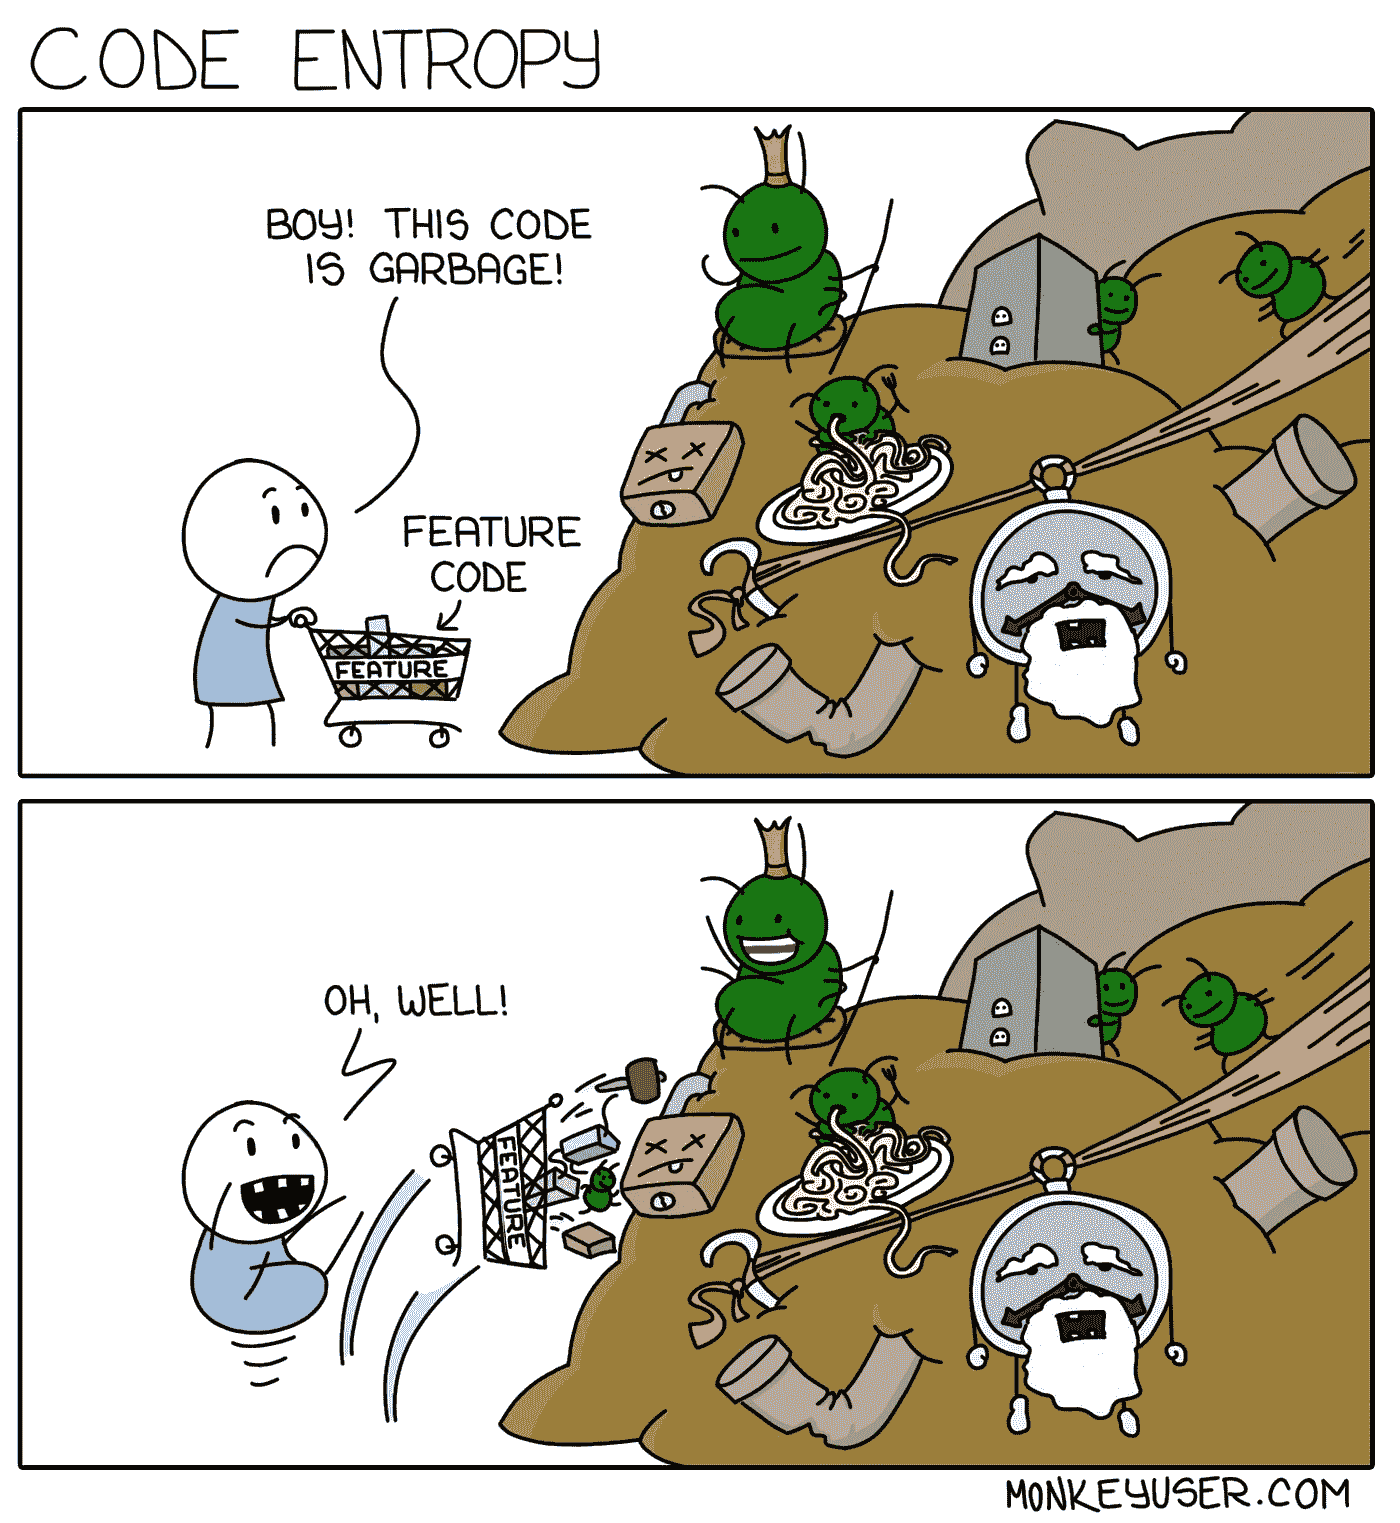 CODE ENTROPY
BOY! THIS CODE
IS GARBAGE!
FEATURE
CODE
FEATURE
OH, WELL!
FEATURE
MONKEYUSER.COM